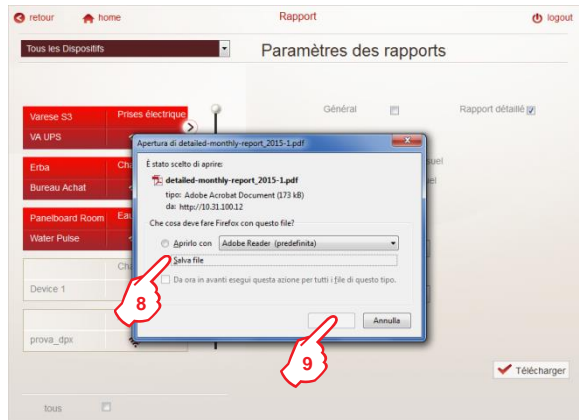 retour
home
Rapport
logout
Tous les Dispositifs
Paramètres des rapports
Général
Rapport détaillé
Varese S3
Prises électrique
VA UPS
Erba
Bureau Achat
Panelboard Room
Water Pulse
Device 1
prova_dpx
tous
Apertura di detailed-monthly-report_2015-1.pdf
È stato scelto di aprire:
detailed-monthly-report_2015-1.pdf
tipo: Adobe Acrobat Document (173 kB)
da: http://10.31.100.12
Che cosa deve fare Firefox con questo file?
Aprirlo con
Adobe Reader (predefinita)
Salva file
Da ora in avanti esegui questa azione per tutti i file di questo tipo.
Annulla
8
9
Télécharger